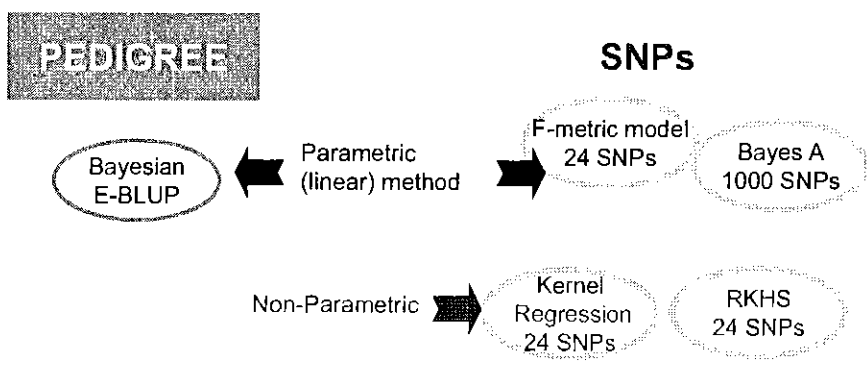 PEDIGREE
SNPs
Bayesian
E-BLUP
Parametric
(linear) method
F-metric model
24 SNPs
Bayes A
1000 SNPs
Non-Parametric
Kernel
Regression
24 SNPs
RKHS
24 SNPs